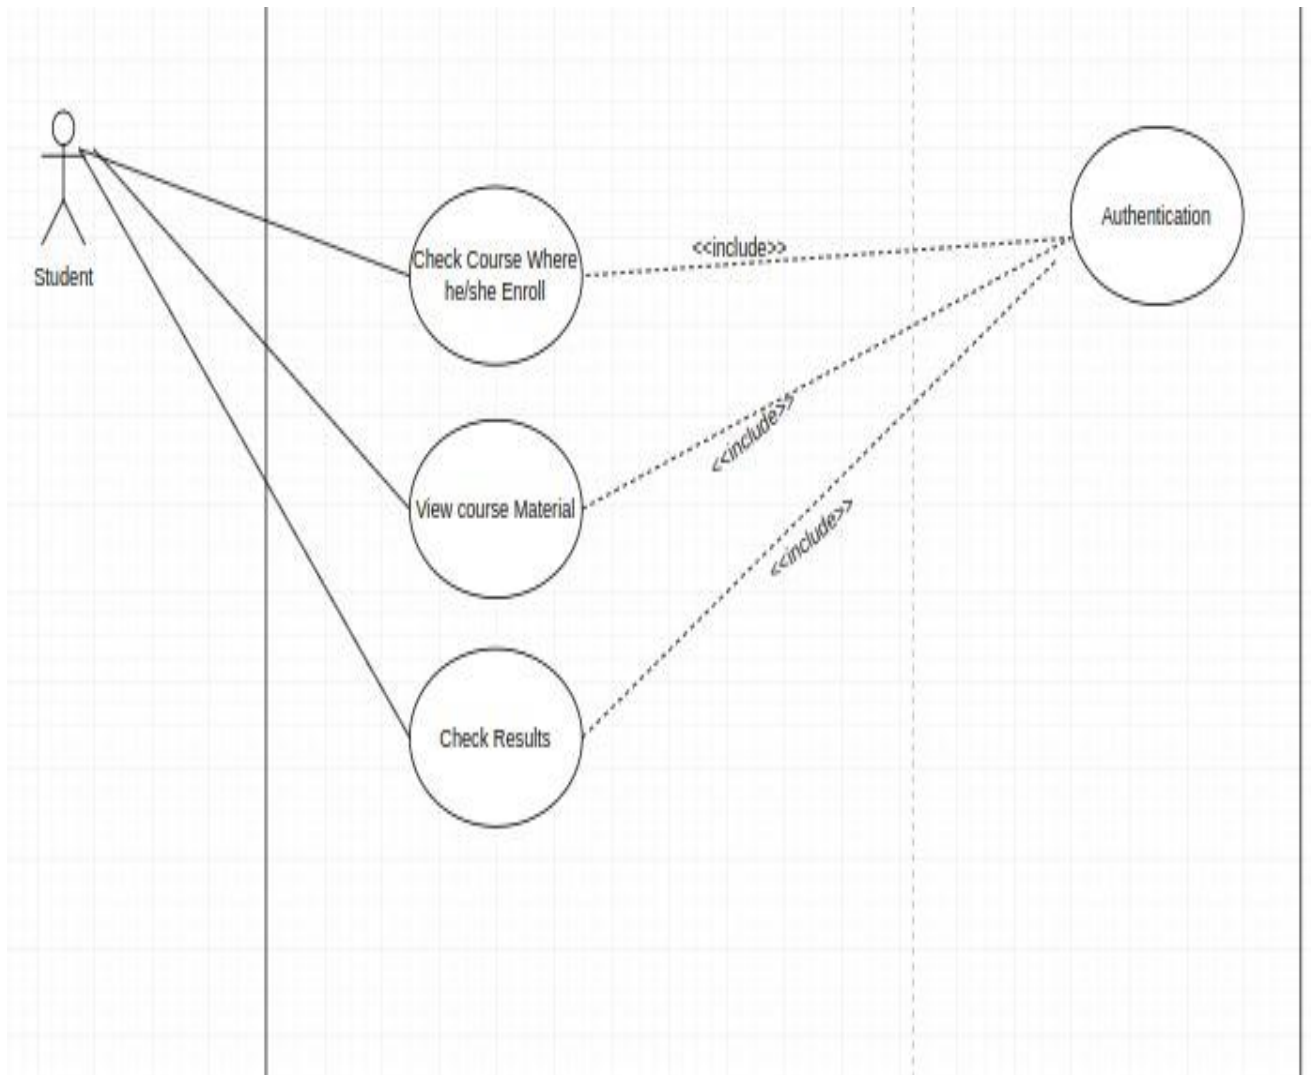 Student
Check Course Where
he/she Enroll
<<include>>
Authentication
<<include>>
View course Material
<<include>>
Check Results